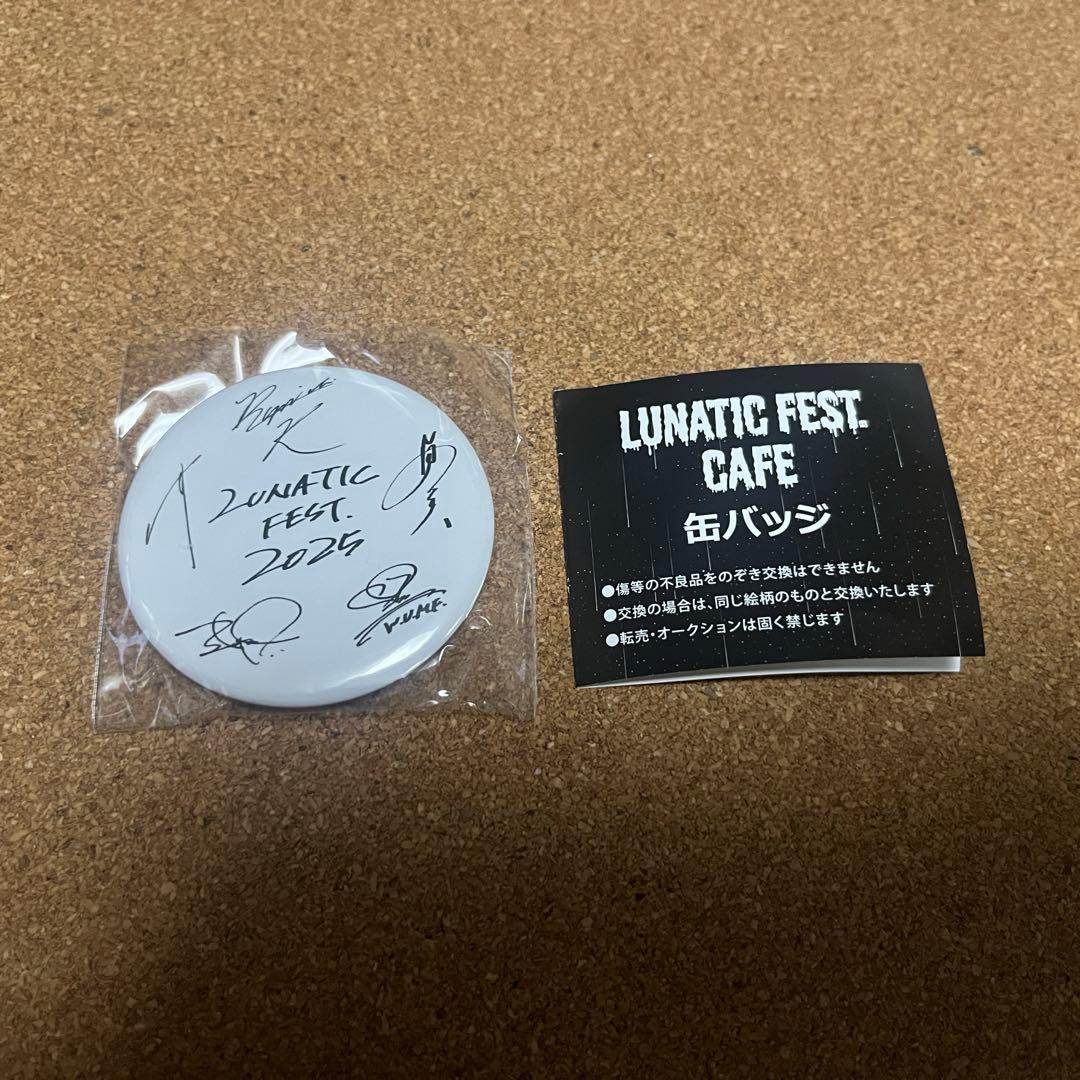 LUNATIC
FEST.
2025
LUNATIC FEST.
CAFE
缶バッジ
●傷等の不良品をのぞき交換はできません
●交換の場合は、同じ絵柄のものと交換いたします
●転売・オークションは固く禁じます